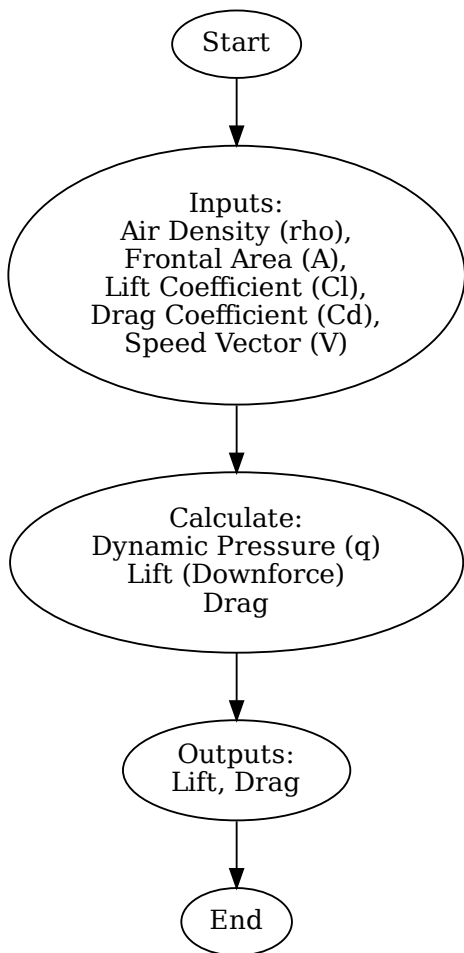 Start
Inputs:
Air Density (rho),
Frontal Area (A),
Lift Coefficient (Cl),
Drag Coefficient (Cd),
Speed Vector (V)
Calculate:
Dynamic Pressure (q)
Lift (Downforce)
Drag
Outputs:
Lift, Drag
End